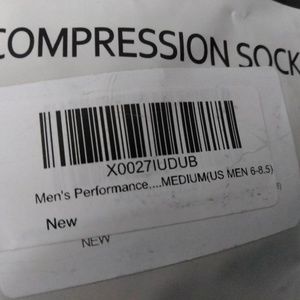 COMPRESSION SOCK
X0027IUDUB
Men's Performance....MEDIUM(US MEN 6-8.5)
New
NEW